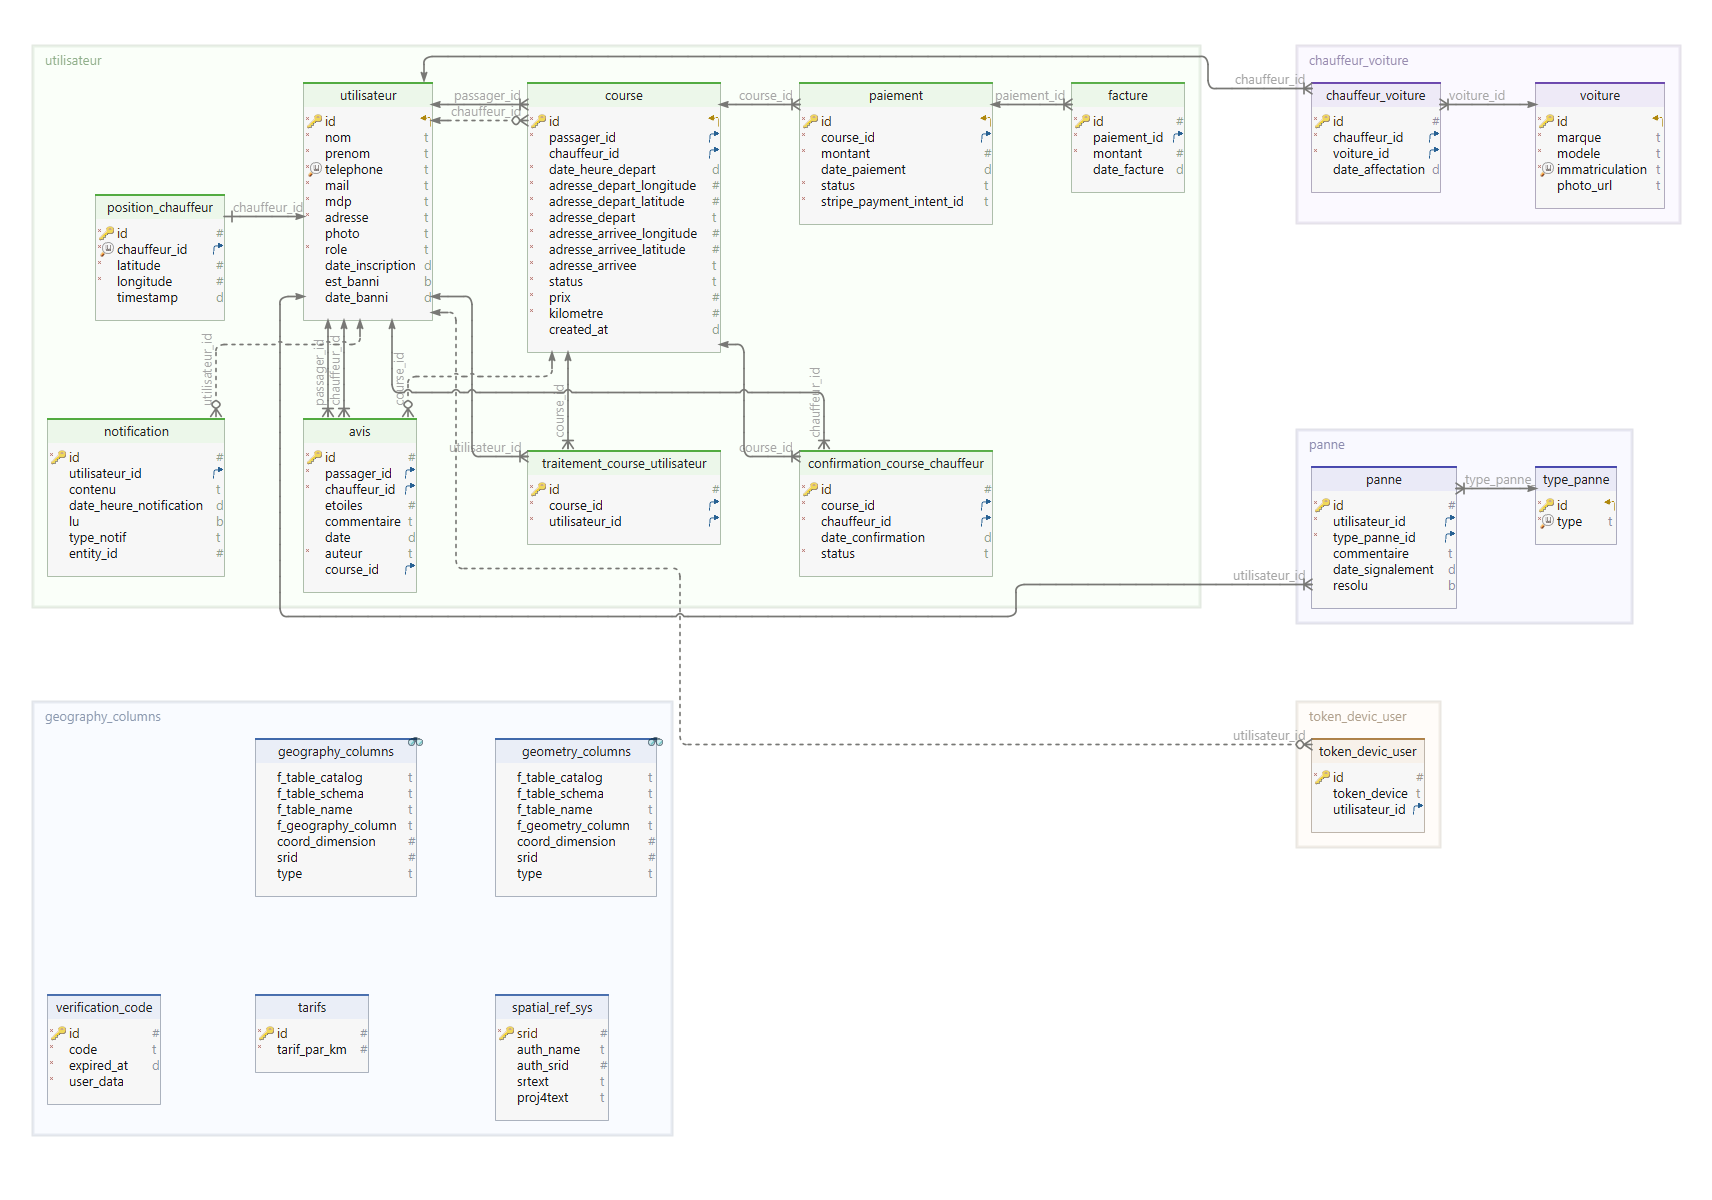 utilisateur
utilisateur
id
nom t
prenom t
telephone t
mail t
mdp t
adresse t
photo t
role t
date_inscription d
est_banni b
date_banni d
passager_id
chauffeur_id
course
id
passager_id
chauffeur_id
date_heure_depart d
adresse_depart_longitude #
adresse_depart_latitude #
adresse_depart t
adresse_arrivee_longitude #
adresse_arrivee_latitude #
adresse_arrivee t
status t
prix #
kilometre #
created_at d
course_id
paiement
id
course_id
montant #
date_paiement d
status t
stripe_payment_intent_id t
paiement_id
facture
id #
paiement_id
montant #
date_facture d
position_chauffeur
id #
chauffeur_id
latitude #
longitude #
timestamp d
chauffeur_id
utilisateur_id
passager_id
chauffeur_id
course_id
course_id
chauffeur_id
notification
id #
utilisateur_id
contenu t
date_heure_notification d
lu b
type_notif t
entity_id #
avis
id #
passager_id
chauffeur_id
etoiles #
commentaire t
date d
auteur t
course_id
utilisateur_id
traitement_course_utilisateur
id #
course_id
utilisateur_id
course_id
confirmation_course_chauffeur
id #
course_id
chauffeur_id
date_confirmation d
status t
chauffeur_voiture
chauffeur_id
chauffeur_voiture
id #
chauffeur_id
voiture_id
date_affectation d
voiture_id
voiture
id
marque t
modele t
immatriculation t
photo_url t
panne
panne
id #
utilisateur_id
type_panne_id
commentaire t
date_signalement d
resolu b
type_panne
type_panne
id
type t
utilisateur_id
geography_columns
geography_columns
f_table_catalog t
f_table_schema t
f_table_name t
f_geography_column t
coord_dimension #
srid #
type t
geometry_columns
f_table_catalog t
f_table_schema t
f_table_name t
f_geometry_column t
coord_dimension #
srid #
type t
token_devic_user
utilisateur_id
token_devic_user
id #
token_device t
utilisateur_id
verification_code
id #
code t
expired_at d
user_data
tarifs
id #
tarif_par_km #
spatial_ref_sys
srid #
auth_name t
auth_srid #
srtext t
proj4text t